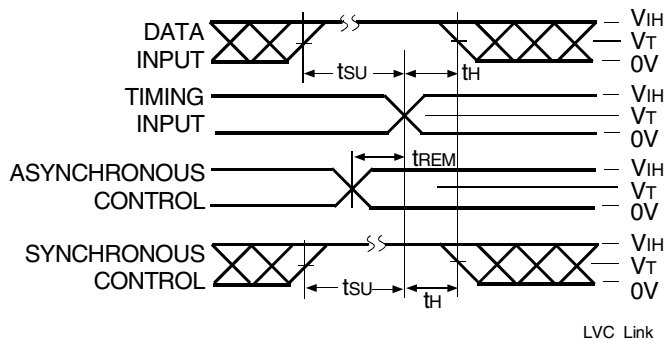 DATA
INPUT
tSU
tH
VIH
VT
0V
TIMING
INPUT
VIH
VT
0V
ASYNCHRONOUS
CONTROL
tREM
VIH
VT
0V
SYNCHRONOUS
CONTROL
tSU
tH
VIH
VT
0V
LVC Link